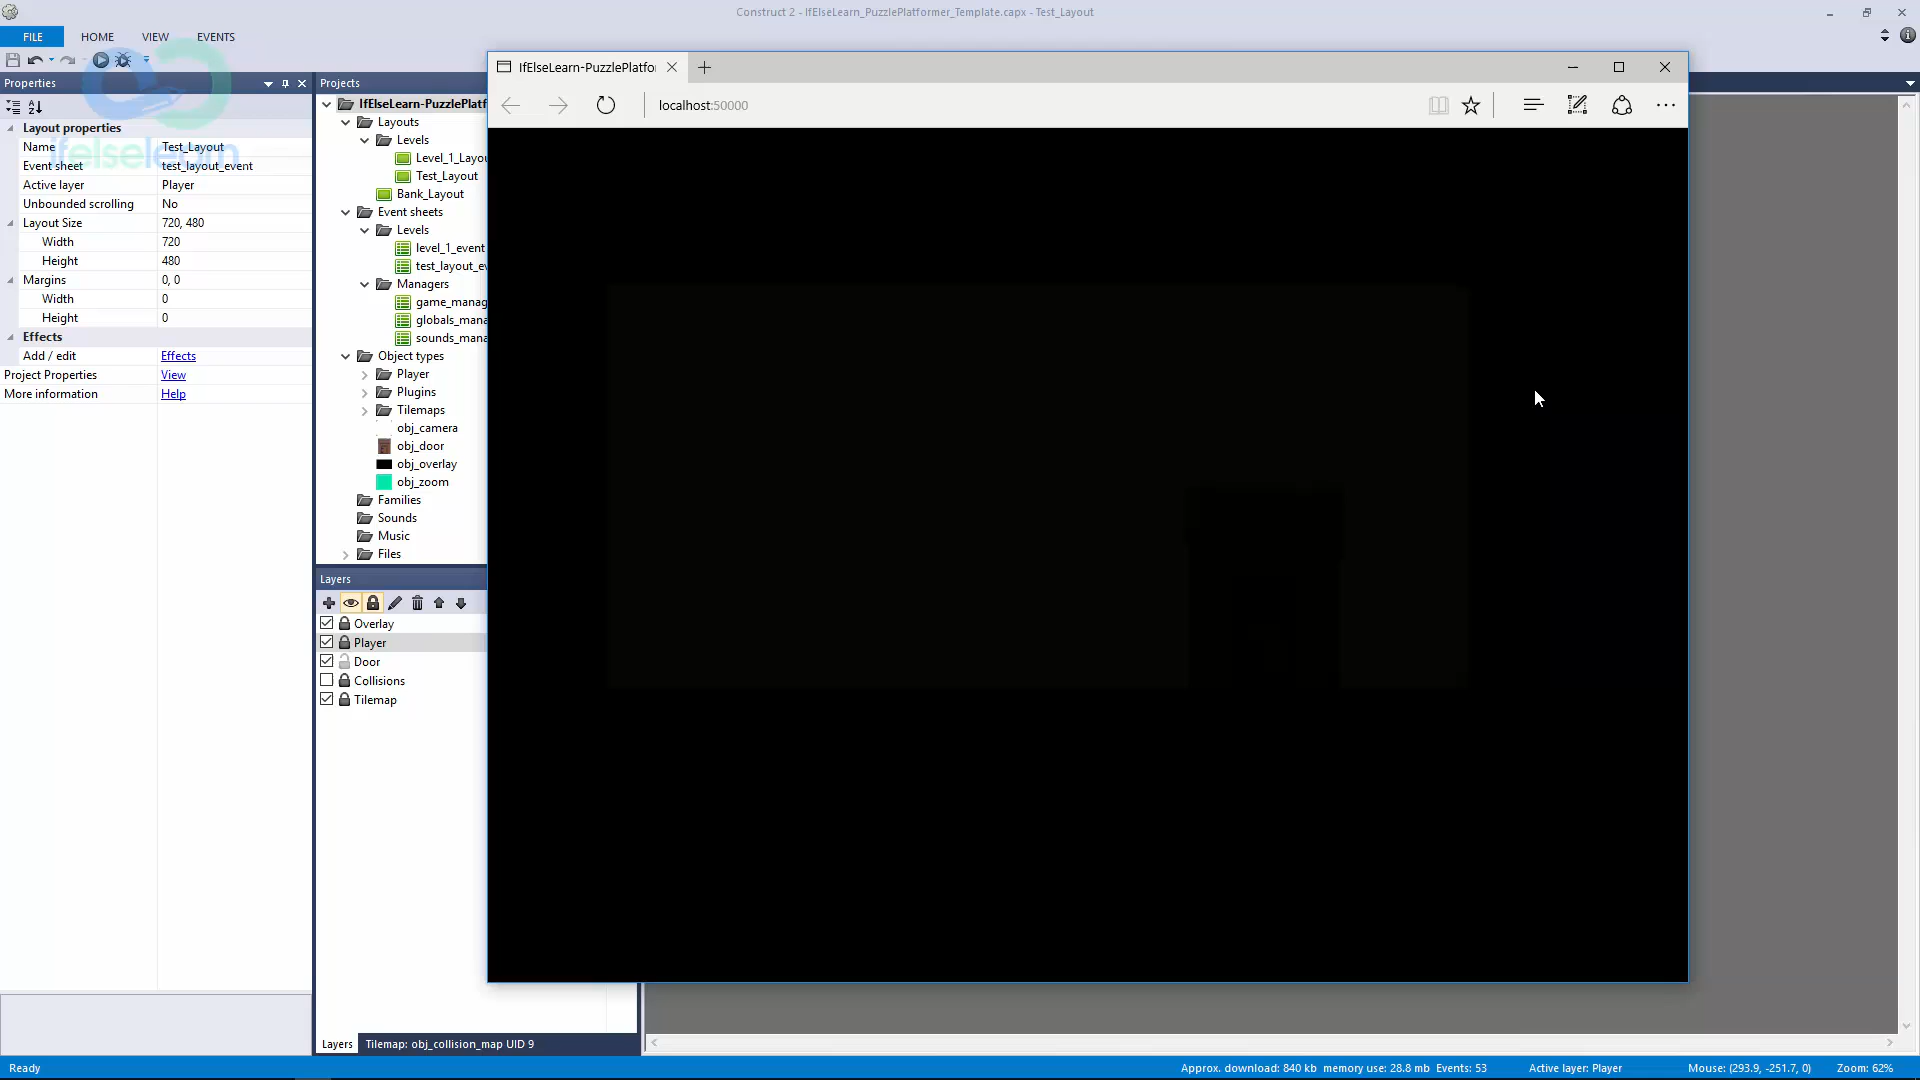 Construct 2 - IfElseLearn_PuzzlePlatformer_Template.capx - Test_Layout
FILE
HOME
VIEW
EVENTS
Properties
Layout properties
Name Test_Layout
Event sheet test_layout_event
Active layer Player
Unbounded scrolling No
Layout Size 720, 480
Width 720
Height 480
Margins 0, 0
Width 0
Height 0
Effects
Add / edit Effects
Project Properties View
More information Help
ifelselearn
Projects
IfElseLearn-PuzzlePlatf
Layouts
Levels
Level_1_Layou
Test_Layout
Bank_Layout
Event sheets
Levels
level_1_event
test_layout_ev
Managers
game_manag
globals_mana
sounds_mana
Object types
Player
Plugins
Tilemaps
obj_camera
obj_door
obj_overlay
obj_zoom
Families
Sounds
Music
Files
Layers
Overlay
Player
Door
Collisions
Tilemap
Layers
Tilemap: obj_collision_map UID 9
IfElseLearn-PuzzlePlatfo
localhost:50000
Ready
Approx. download: 840 kb memory use: 28.8 mb Events: 53
Active layer: Player
Mouse: (293.9, -251.7, 0)
Zoom: 62%